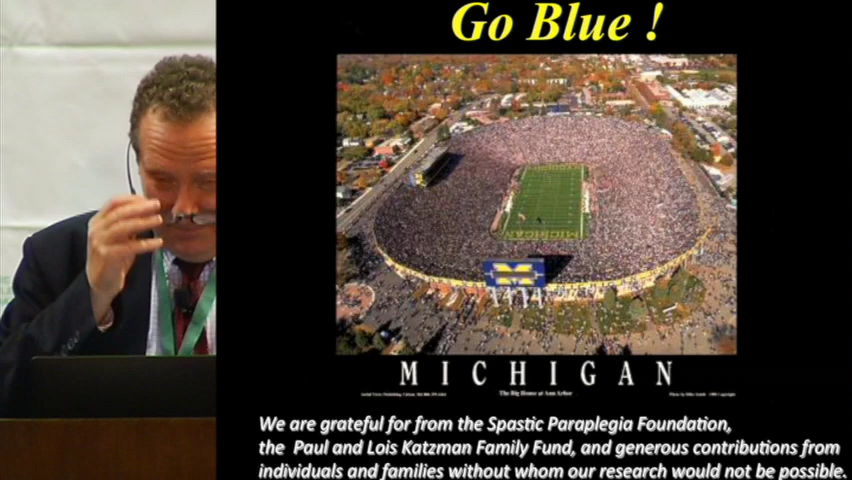 Go Blue !
MICHIGAN
M
MICHIGAN
The Big House at Ann Arbor
We are grateful for from the Spastic Paraplegia Foundation,
the Paul and Lois Katzman Family Fund, and generous contributions from
individuals and families without whom our research would not be possible.